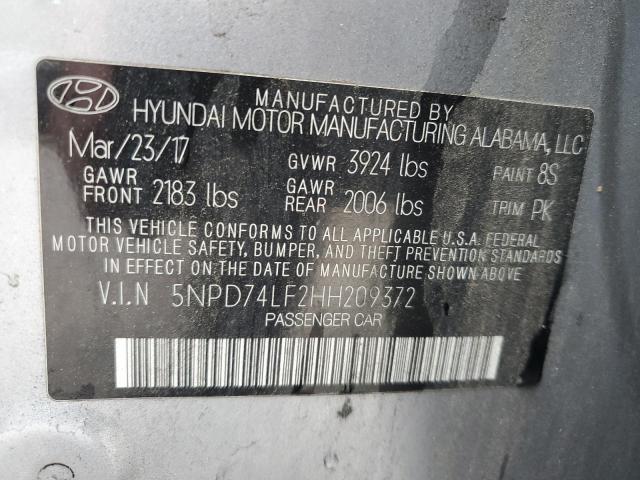 MANUFACTURED BY
HYUNDAI MOTOR MANUFACTURING ALABAMA, LLC
Mar/23/17 GVWR 3924 lbs PAINT 8S
GAWR FRONT 2183 lbs GAWR REAR 2006 lbs TRIM PK
THIS VEHICLE CONFORMS TO ALL APPLICABLE U.S.A. FEDERAL
MOTOR VEHICLE SAFETY, BUMPER, AND THEFT PREVENTION STANDARDS
IN EFFECT ON THE DATE OF MANUFACTURE SHOWN ABOVE.
V.I.N 5NPD74LF2HH209372
PASSENGER CAR